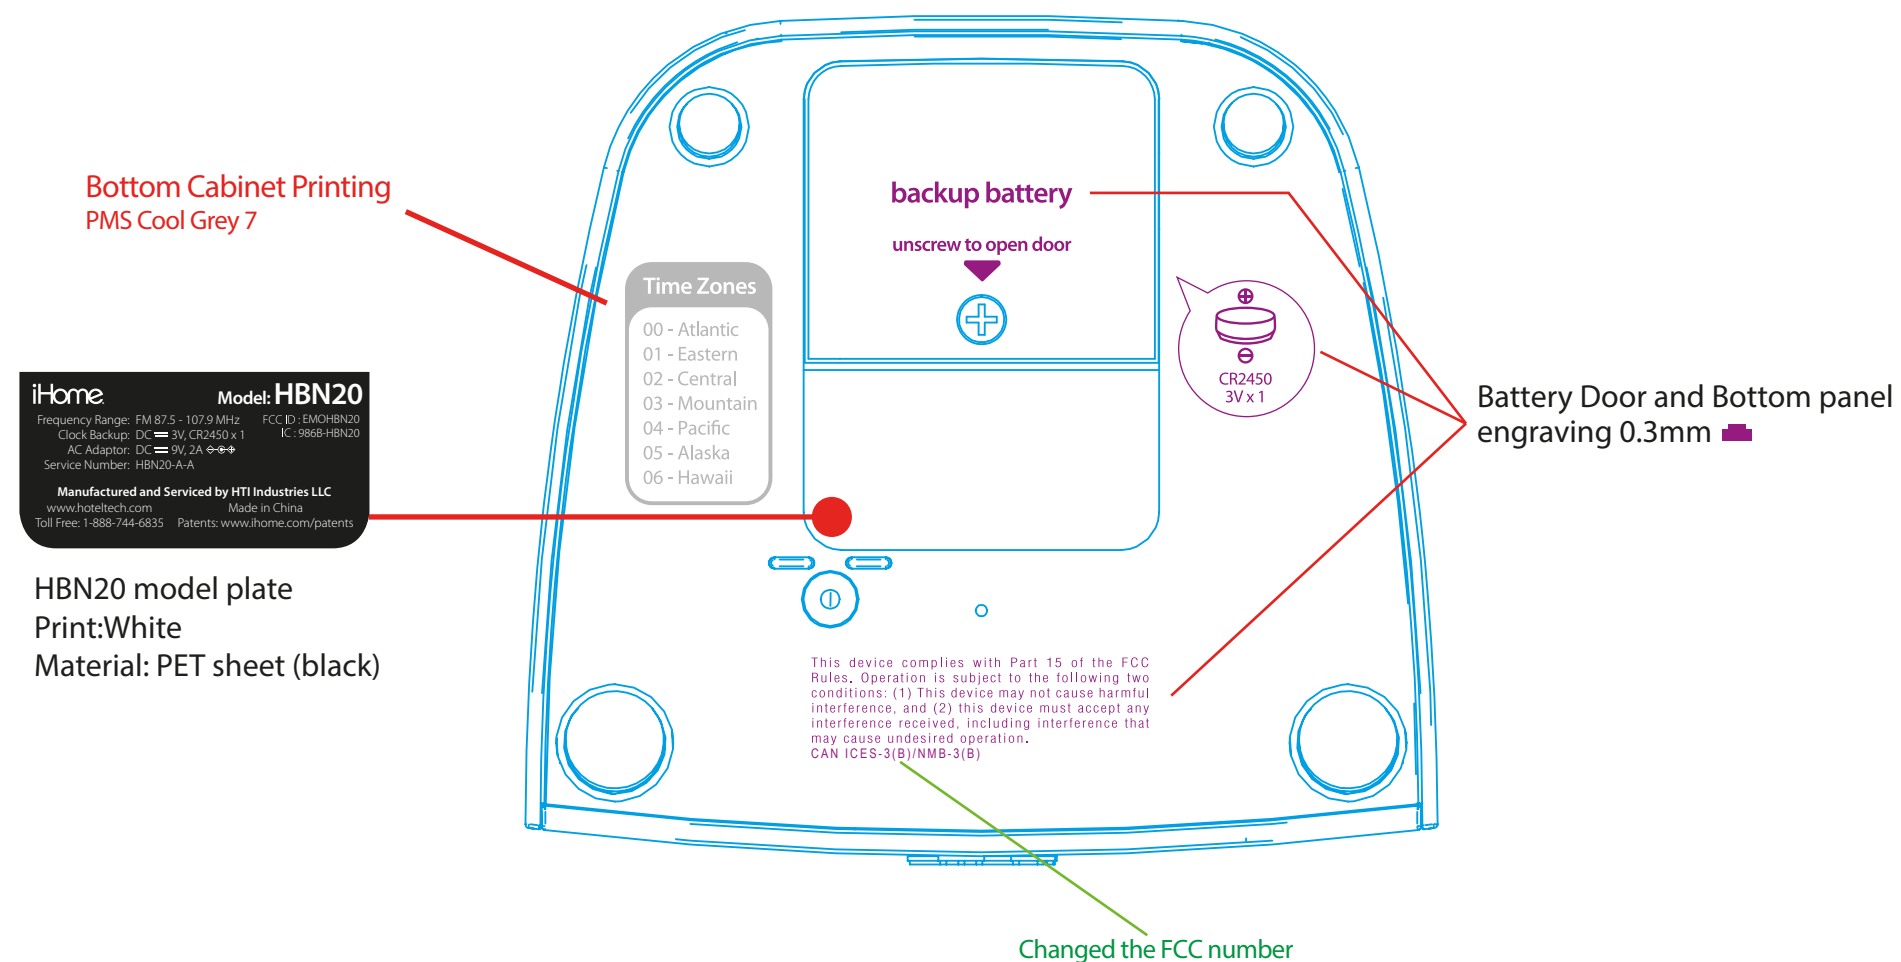 Bottom Cabinet Printing
PMS Cool Grey 7
backup battery
unscrew to open door
Time Zones
00 - Atlantic
01 - Eastern
02 - Central
03 - Mountain
04 - Pacific
05 - Alaska
06 - Hawaii
CR2450
3V x 1
Battery Door and Bottom panel
engraving 0.3mm
iHome
Model: HBN20
Frequency Range: FM 87.5 - 107.9 MHz FCC ID : EMOHBN20
Clock Backup: DC 3V, CR2450 x 1 IC : 986B-HBN20
AC Adaptor: DC 9V, 2A
Service Number: HBN20-A-A
Manufactured and Serviced by HTI Industries LLC
www.hoteltech.com Made in China
Toll Free: 1-888-744-6835 Patents: www.ihome.com/patents
HBN20 model plate
Print:White
Material: PET sheet (black)
This device complies with Part 15 of the FCC
Rules. Operation is subject to the following two
conditions: (1) This device may not cause harmful
interference, and (2) this device must accept any
interference received, including interference that
may cause undesired operation.
CAN ICES-3(B)/NMB-3(B)
Changed the FCC number